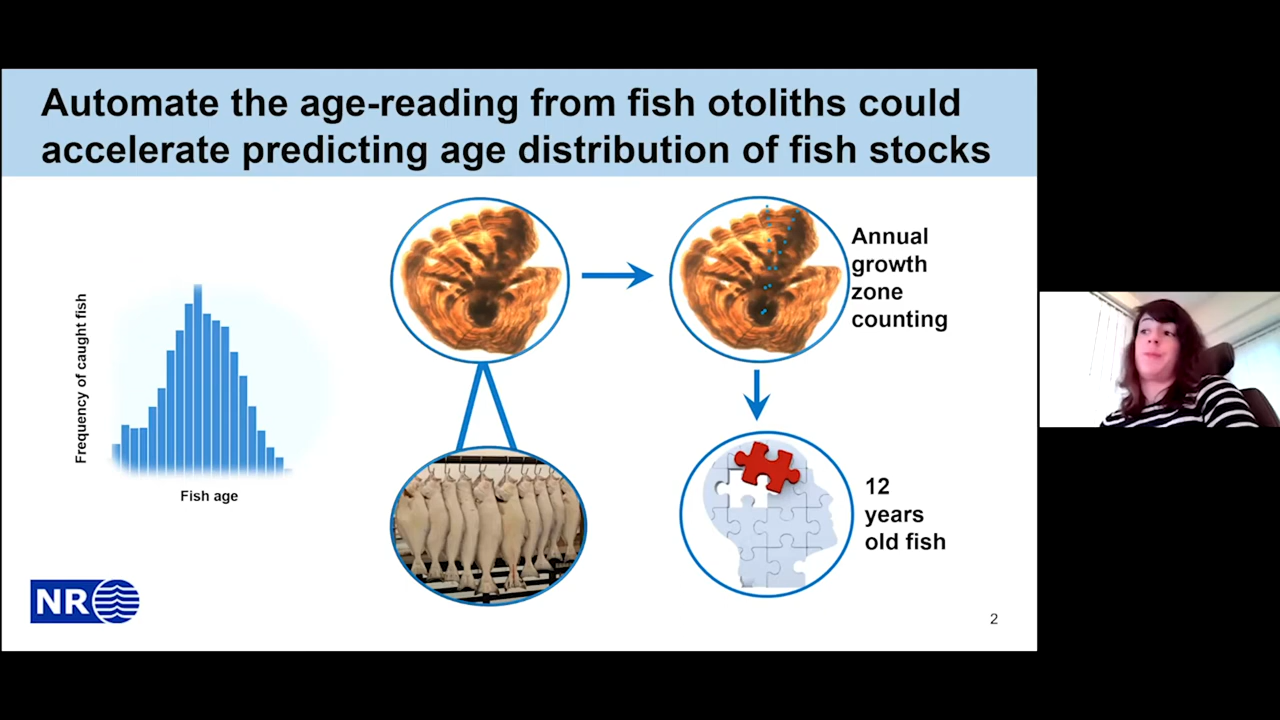 Automate the age-reading from fish otoliths could
accelerate predicting age distribution of fish stocks
Frequency of caught fish
Fish age
Annual
growth
zone
counting
12
years
old fish
NR
2